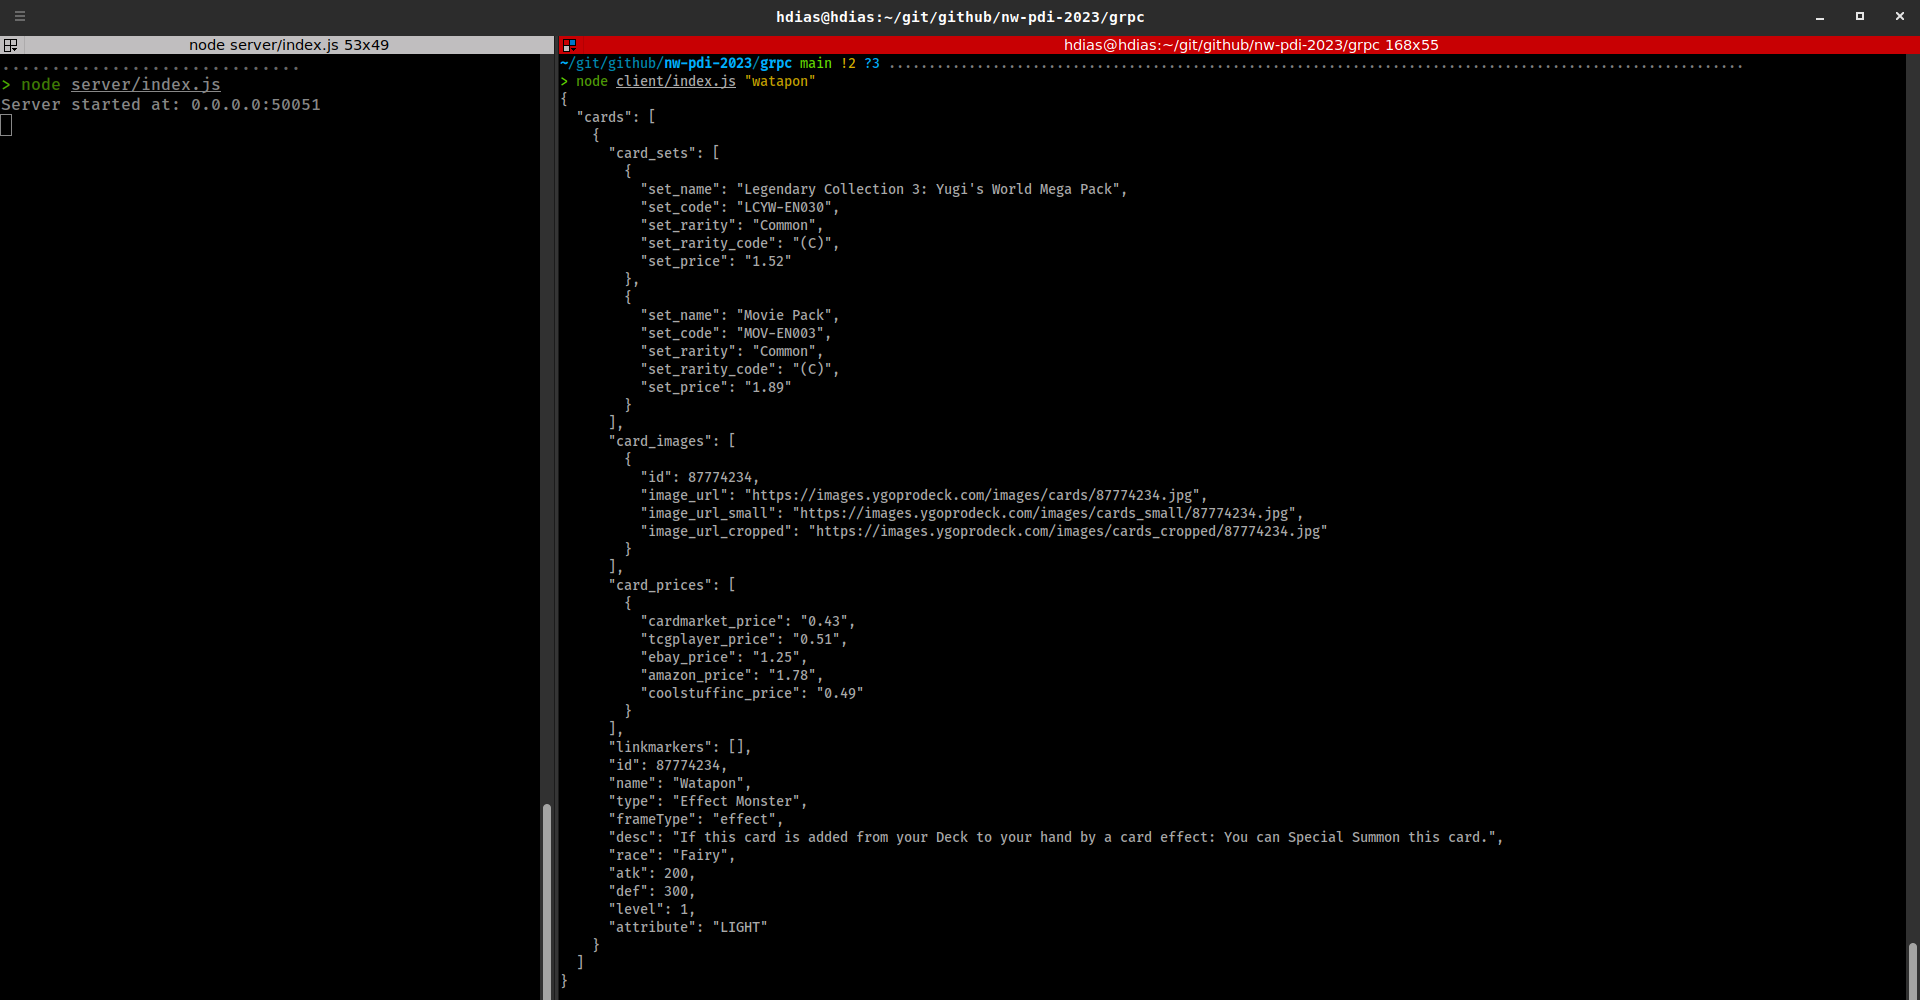 hdias@hdias:~/git/github/nw-pdi-2023/grpc
node server/index.js 53x49
..............................
> node server/index.js
Server started at: 0.0.0.0:50051
hdias@hdias:~/git/github/nw-pdi-2023/grpc 168x55
~/git/github/nw-pdi-2023/grpc main !2 ?3 ...........................................................................................................
> node client/index.js "watapon"
{
  "cards": [
    {
      "card_sets": [
        {
          "set_name": "Legendary Collection 3: Yugi's World Mega Pack",
          "set_code": "LCYW-EN030",
          "set_rarity": "Common",
          "set_rarity_code": "(C)",
          "set_price": "1.52"
        },
        {
          "set_name": "Movie Pack",
          "set_code": "MOV-EN003",
          "set_rarity": "Common",
          "set_rarity_code": "(C)",
          "set_price": "1.89"
        }
      ],
      "card_images": [
        {
          "id": 87774234,
          "image_url": "https://images.ygoprodeck.com/images/cards/87774234.jpg",
          "image_url_small": "https://images.ygoprodeck.com/images/cards_small/87774234.jpg",
          "image_url_cropped": "https://images.ygoprodeck.com/images/cards_cropped/87774234.jpg"
        }
      ],
      "card_prices": [
        {
          "cardmarket_price": "0.43",
          "tcgplayer_price": "0.51",
          "ebay_price": "1.25",
          "amazon_price": "1.78",
          "coolstuffinc_price": "0.49"
        }
      ],
      "linkmarkers": [],
      "id": 87774234,
      "name": "Watapon",
      "type": "Effect Monster",
      "frameType": "effect",
      "desc": "If this card is added from your Deck to your hand by a card effect: You can Special Summon this card.",
      "race": "Fairy",
      "atk": 200,
      "def": 300,
      "level": 1,
      "attribute": "LIGHT"
    }
  ]
}